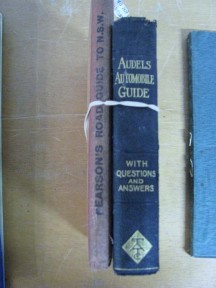 PEARSON'S ROAD GUIDE TO N.S.W.
AUDELS
AUTOMOBILE
GUIDE
WITH
QUESTIONS
AND
ANSWERS